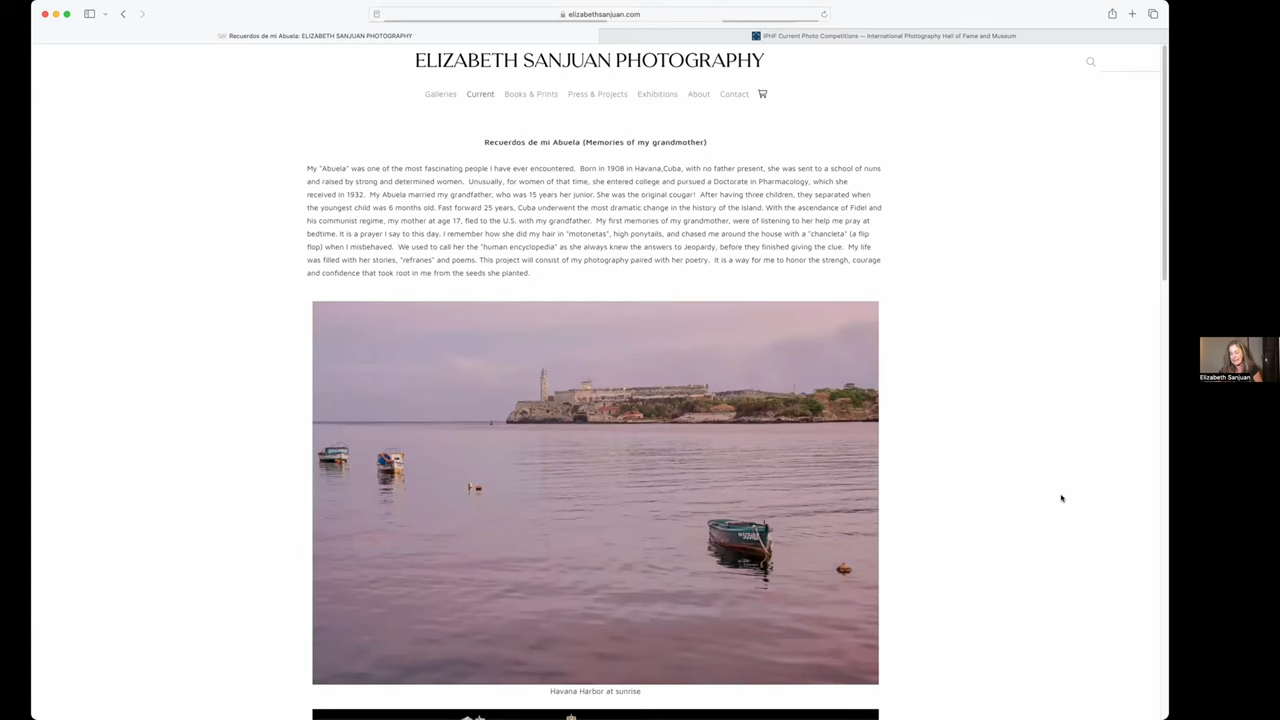 elizabethsanjuan.com
SW Recuerdos de mi Abuela: ELIZABETH SANJUAN PHOTOGRAPHY
IPHF Current Photo Competitions — International Photography Hall of Fame and Museum
ELIZABETH SANJUAN PHOTOGRAPHY
Galleries Current Books & Prints Press & Projects Exhibitions About Contact
Recuerdos de mi Abuela (Memories of my grandmother)
My "Abuela" was one of the most fascinating people I have ever encountered. Born in 1908 in Havana,Cuba, with no father present, she was sent to a school of nuns
and raised by strong and determined women. Unusually, for women of that time, she entered college and pursued a Doctorate in Pharmacology, which she
received in 1932. My Abuela married my grandfather, who was 15 years her junior. She was the original cougar! After having three children, they separated when
the youngest child was 6 months old. Fast forward 25 years, Cuba underwent the most dramatic change in the history of the Island. With the ascendance of Fidel and
his communist regime, my mother at age 17, fled to the U.S. with my grandfather. My first memories of my grandmother, were of listening to her help me pray at
bedtime. It is a prayer I say to this day. I remember how she did my hair in "motonetas", high ponytails, and chased me around the house with a "chancleta" (a flip
flop) when I misbehaved. We used to call her the "human encyclopedia" as she always knew the answers to Jeopardy, before they finished giving the clue. My life
was filled with her stories, "refranes" and poems. This project will consist of my photography paired with her poetry. It is a way for me to honor the strengh, courage
and confidence that took root in me from the seeds she planted.
Elizabeth Sanjuan
Havana Harbor at sunrise